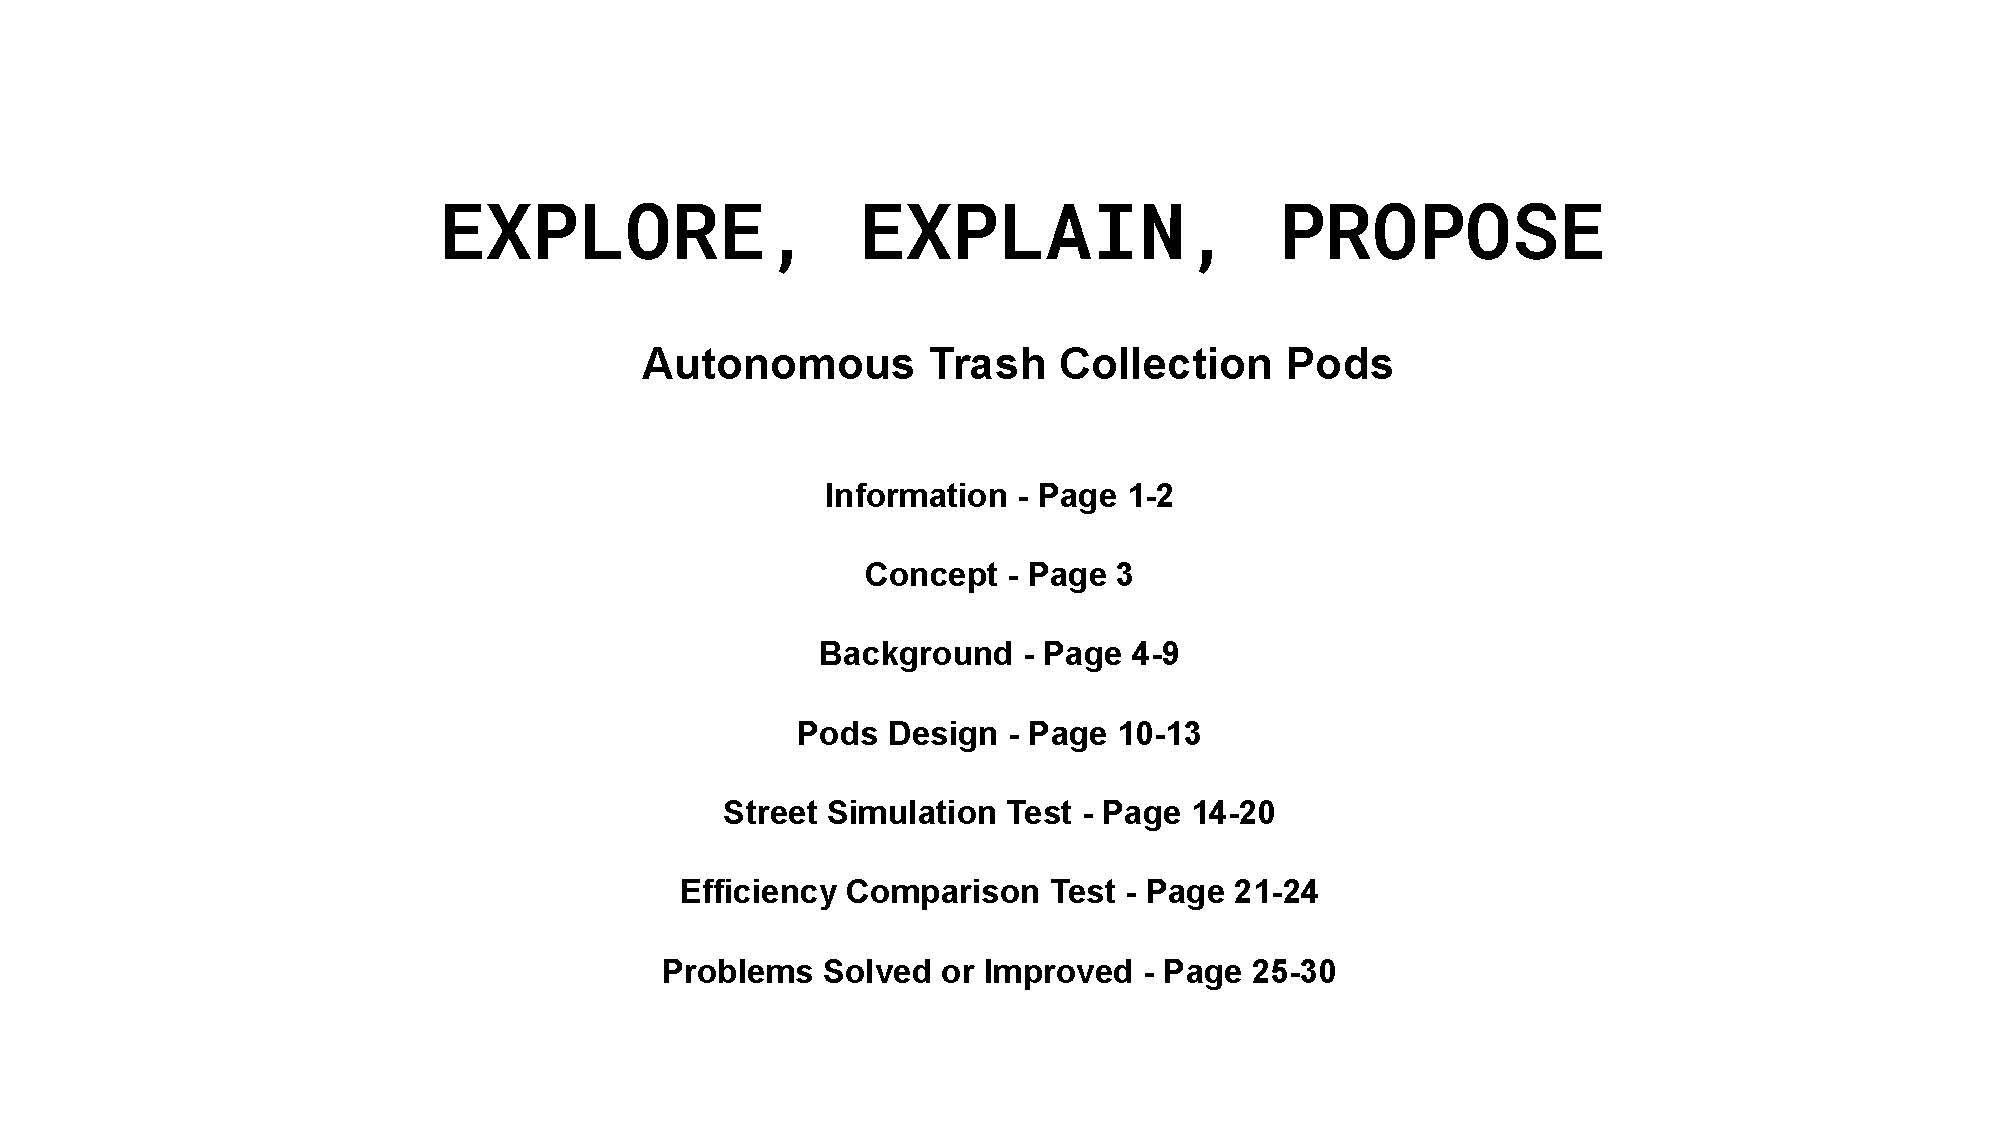 EXPLORE, EXPLAIN, PROPOSE
Autonomous Trash Collection Pods
Information - Page 1-2
Concept - Page 3
Background - Page 4-9
Pods Design - Page 10-13
Street Simulation Test - Page 14-20
Efficiency Comparison Test - Page 21-24
Problems Solved or Improved - Page 25-30